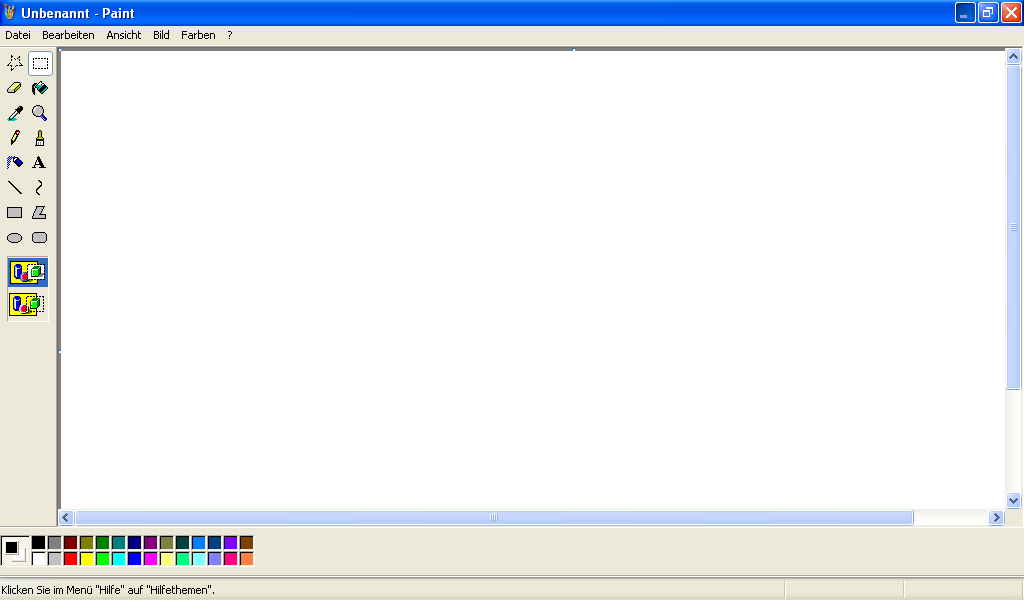 Unbenannt - Paint
Datei Bearbeiten Ansicht Bild Farben ?
A
Klicken Sie im Menü "Hilfe" auf "Hilfethemen".